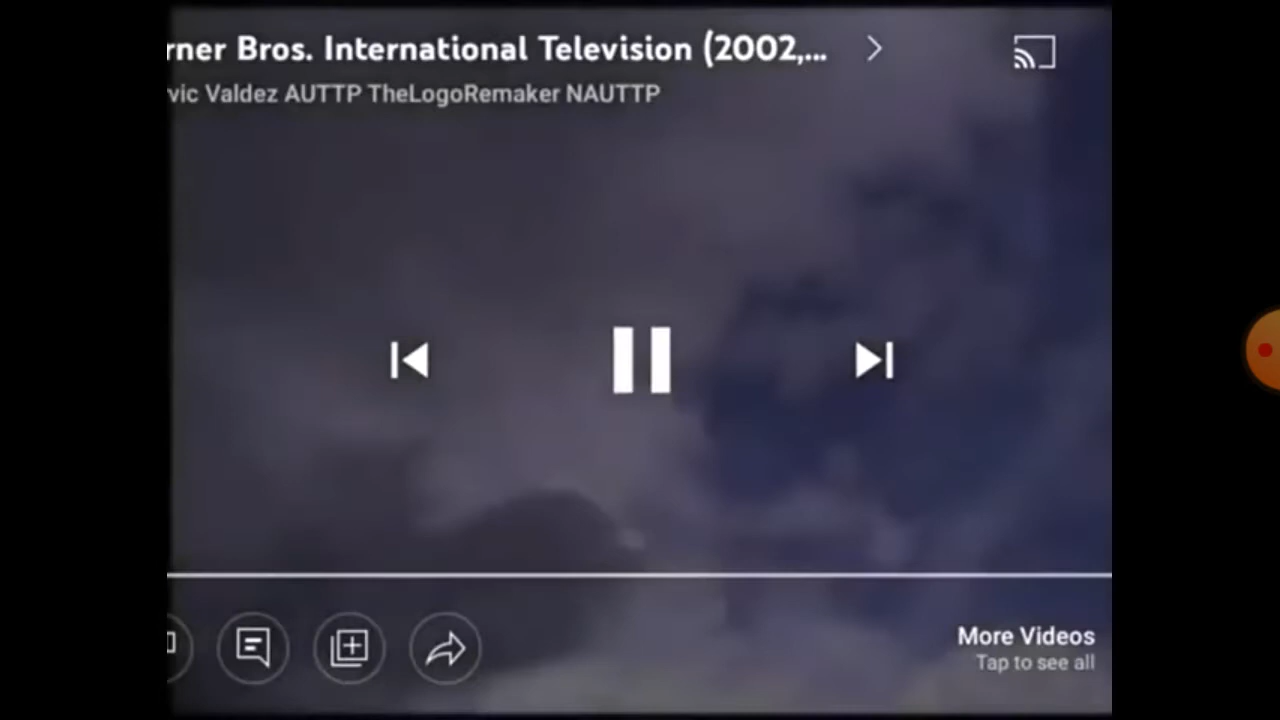 rner Bros. International Television (2002,...
vic Valdez AUTTP TheLogoRemaker NAUTTP
More Videos
Tap to see all